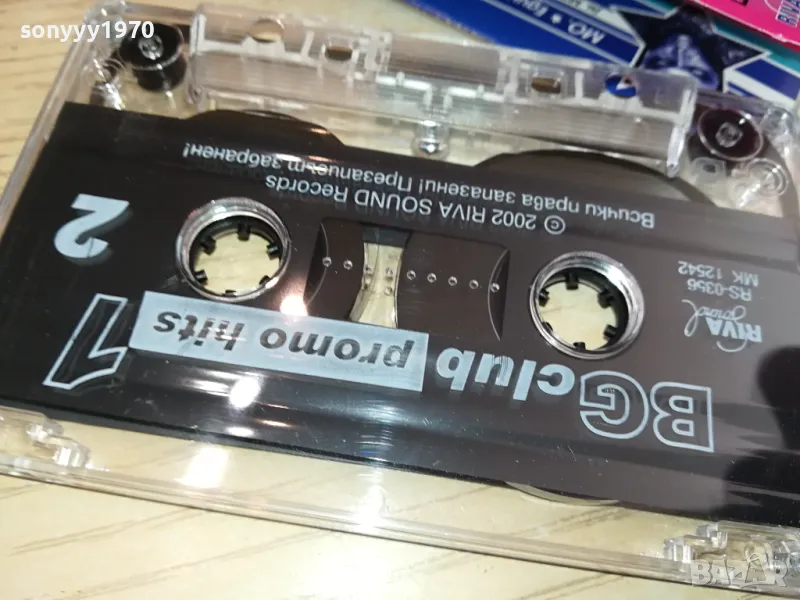 sonyyy1970
BG club promo hits 1
RIVA
Sound
RS-0356
MK 12542
2
© 2002 RIVA SOUND Records
Всички права запазени! Презаписът забранен!
BAZAR